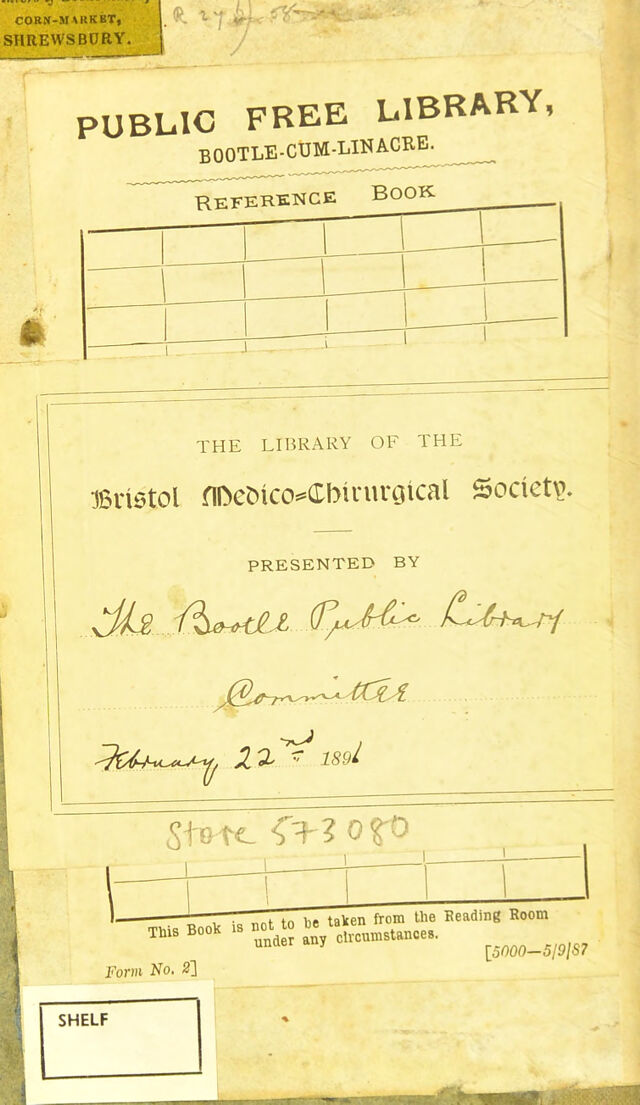 CORN-MARKET,
SHREWSBURY.
PUBLIC FREE LIBRARY,
BOOTLE-CUM-LINACRE.
REFERENCE BOOK
THE LIBRARY OF THE
Bristol Medico-Chirurgical Society.
PRESENTED BY
The Bootle Public Library
Committee
February 22nd 1891
Store 573080
This Book is not to be taken from the Reading Room
under any circumstances.
Form No. 2]
[5000—5/9/87
SHELF